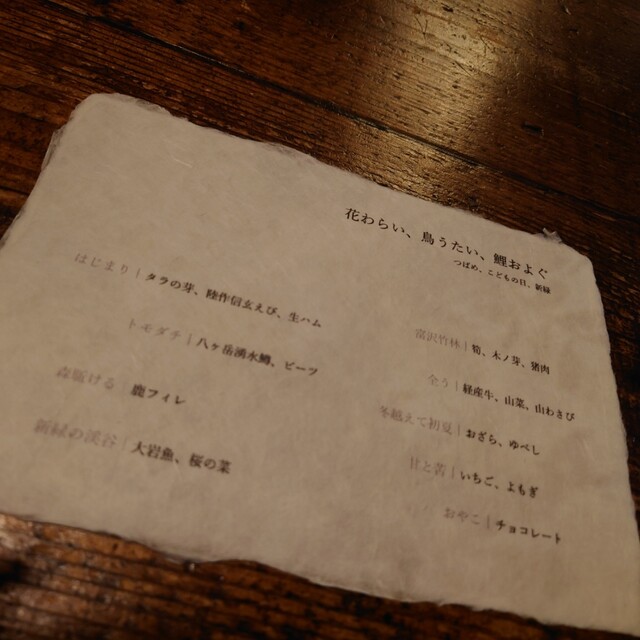 花わらい、鳥うたい、鯉およぐ
つばめ、こどもの日、新緑
はじまり｜タラの芽、穂作信玄えび、生ハム
トモダチ｜八ヶ岳湧水鱒、ビーツ
森駆ける 鹿フィレ
新緑の渓谷 大岩魚、桜の葉
富沢竹林｜筍、木ノ芽、猪肉
全う｜経産牛、山菜、山わさび
冬越えて初夏｜おざら、ゆべし
甘と苦｜いちご、よもぎ
おやこ｜チョコレート